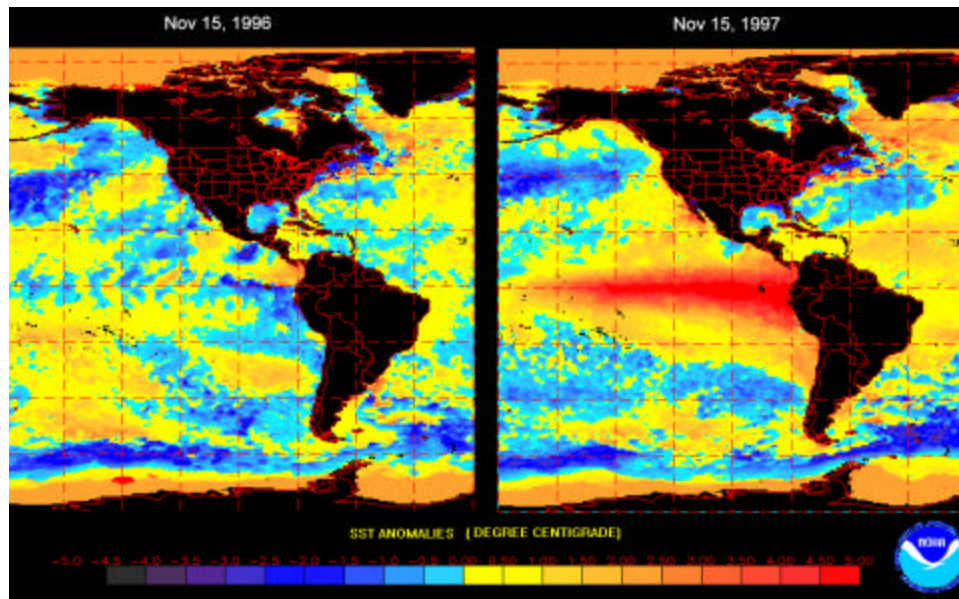 Nov 15, 1996
Nov 15, 1997
SST ANOMALIES (DEGREE CENTIGRADE)
-5.0 -4.5 -4.0 -3.5 -3.0 -2.5 -2.0 -1.5 -1.0 -0.5 0.00 0.50 1.00 1.50 2.00 2.50 3.00 3.50 4.00 4.50 5.00
NOAA